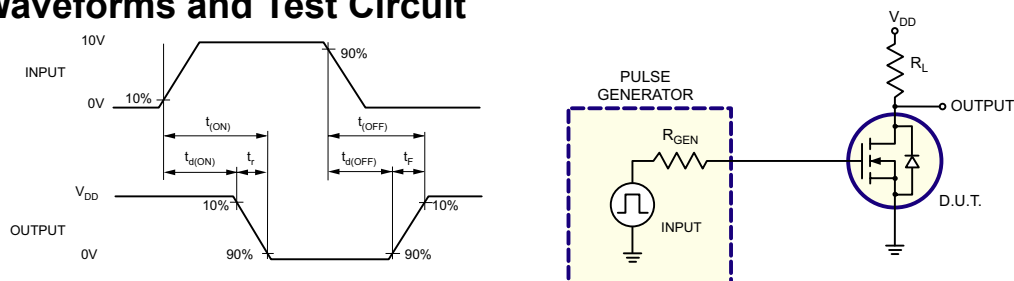 Waveforms and Test Circuit
10V
INPUT
0V
10%
90%
t(ON)
t(OFF)
td(ON)
tr
td(OFF)
tF
VDD
OUTPUT
0V
10%
10%
90%
90%
VDD
RL
OUTPUT
PULSE
GENERATOR
RGEN
INPUT
D.U.T.